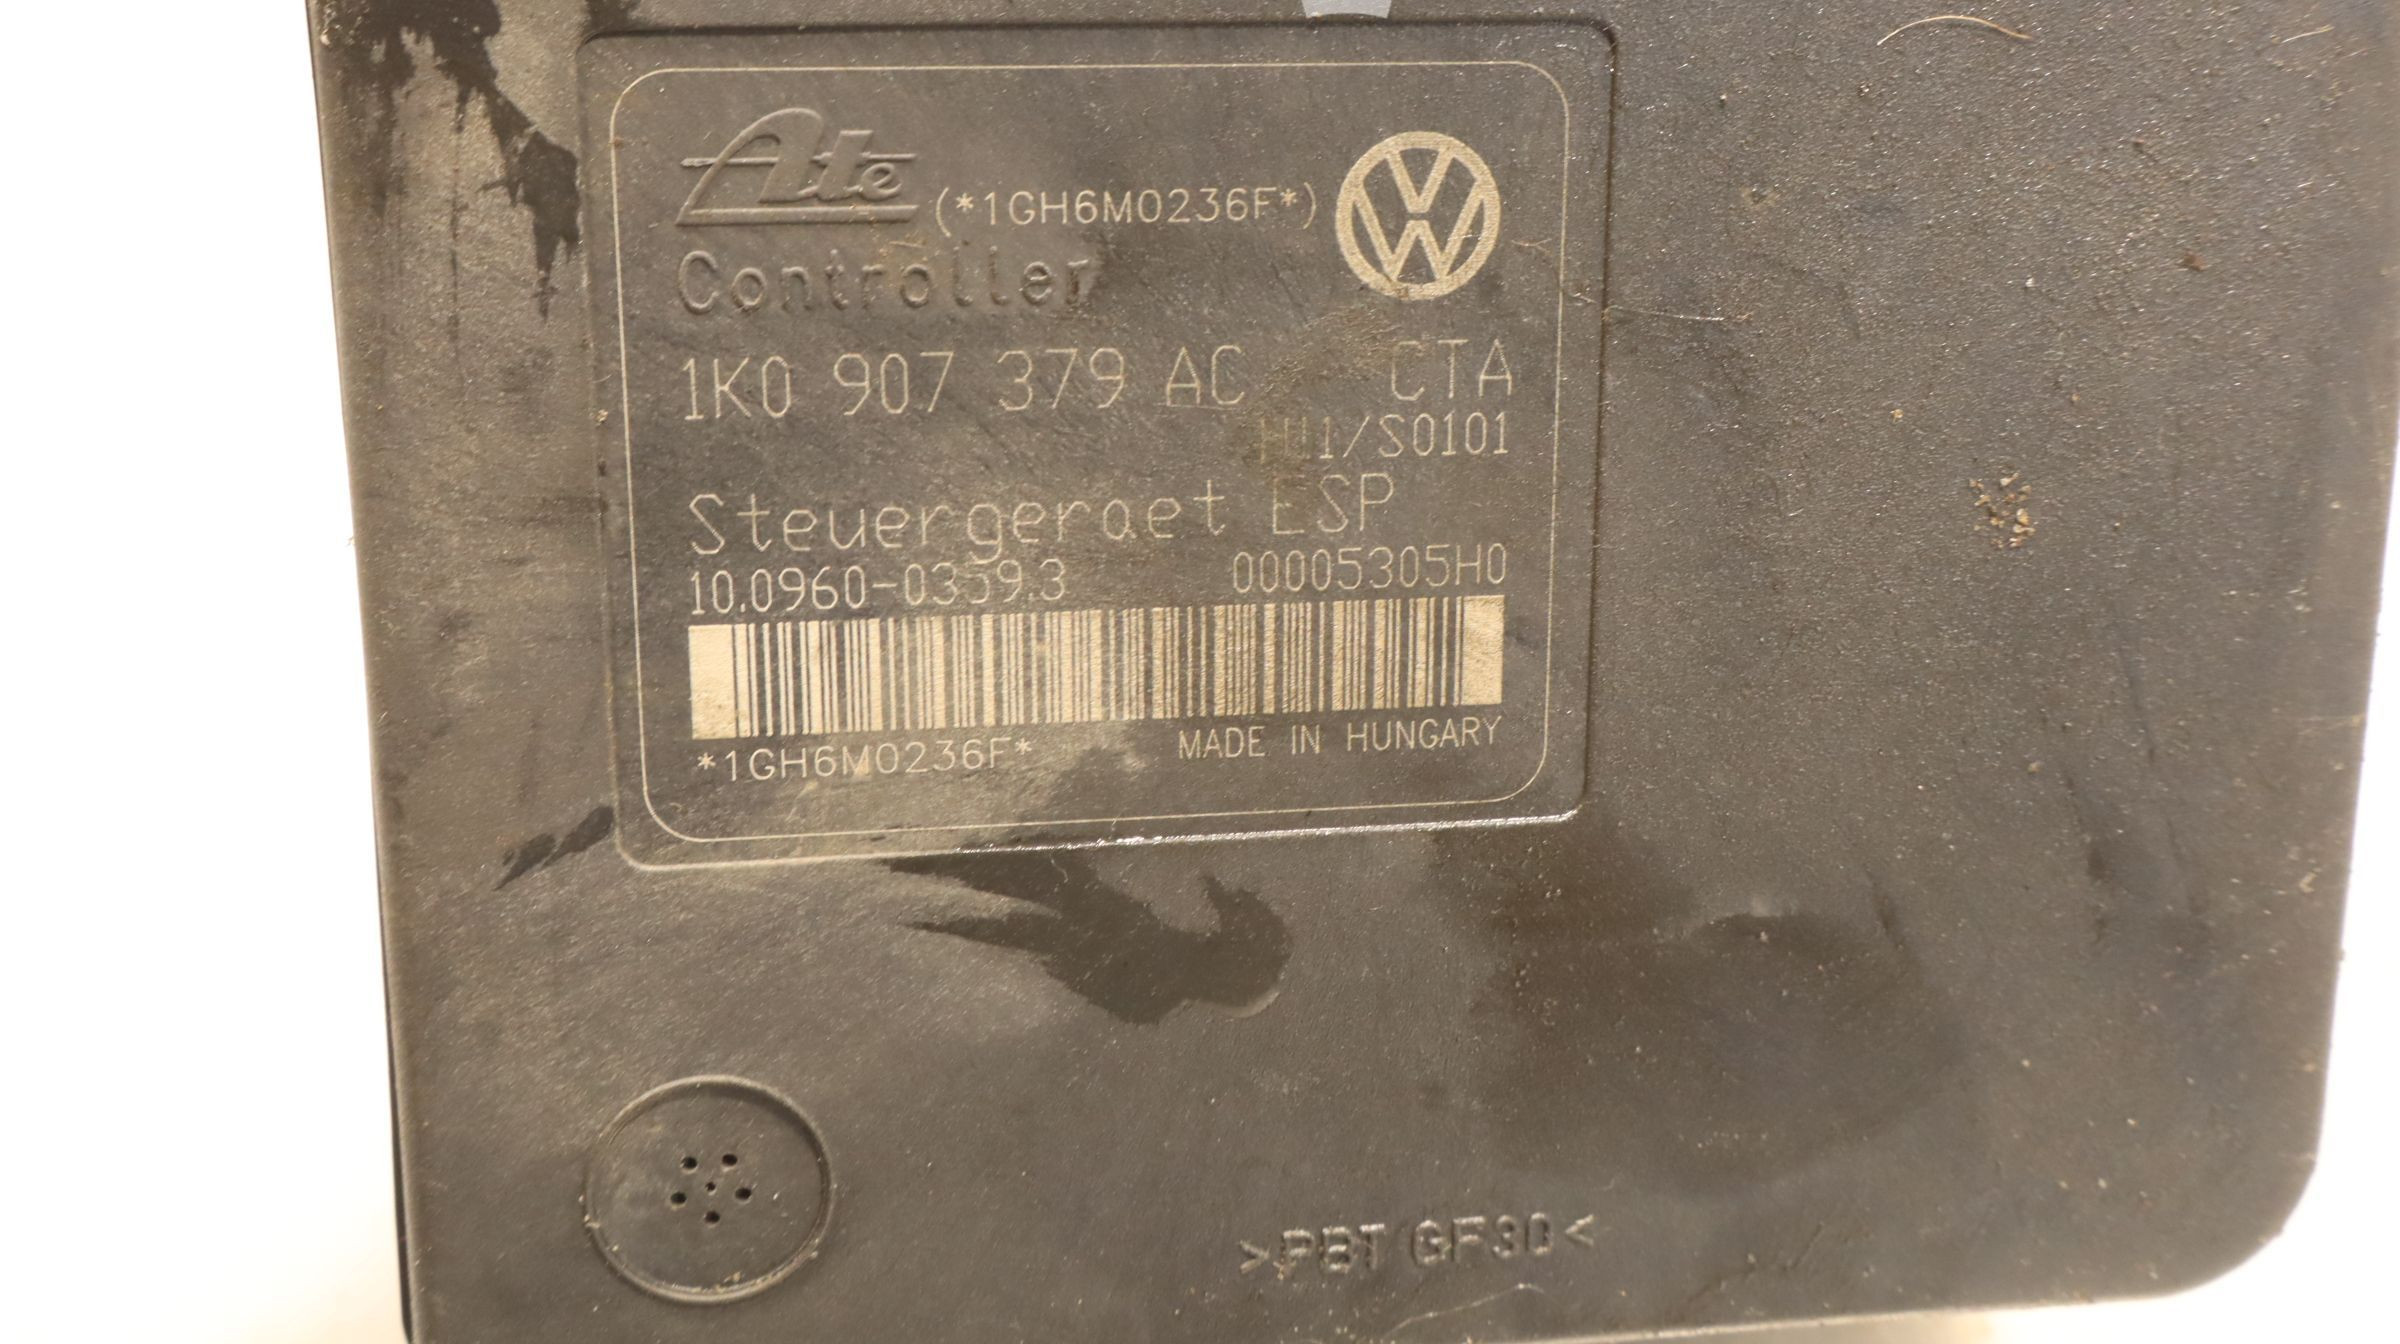 Ate (*1GH6M0236F*)
Controller
1K0 907 379 AC CTA
H11/S0101
Steuergeraet ESP
10.0960-0359.3 00005305H0
*1GH6M0236F* MADE IN HUNGARY
>PBT GF30<